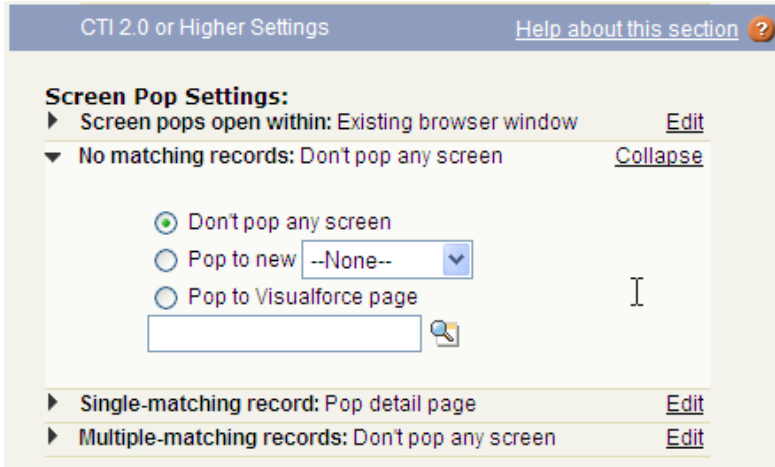 CTI 2.0 or Higher Settings Help about this section ?
Screen Pop Settings:
Screen pops open within: Existing browser window Edit
No matching records: Don't pop any screen Collapse
Don't pop any screen
Pop to new --None--
Pop to Visualforce page
Single-matching record: Pop detail page Edit
Multiple-matching records: Don't pop any screen Edit